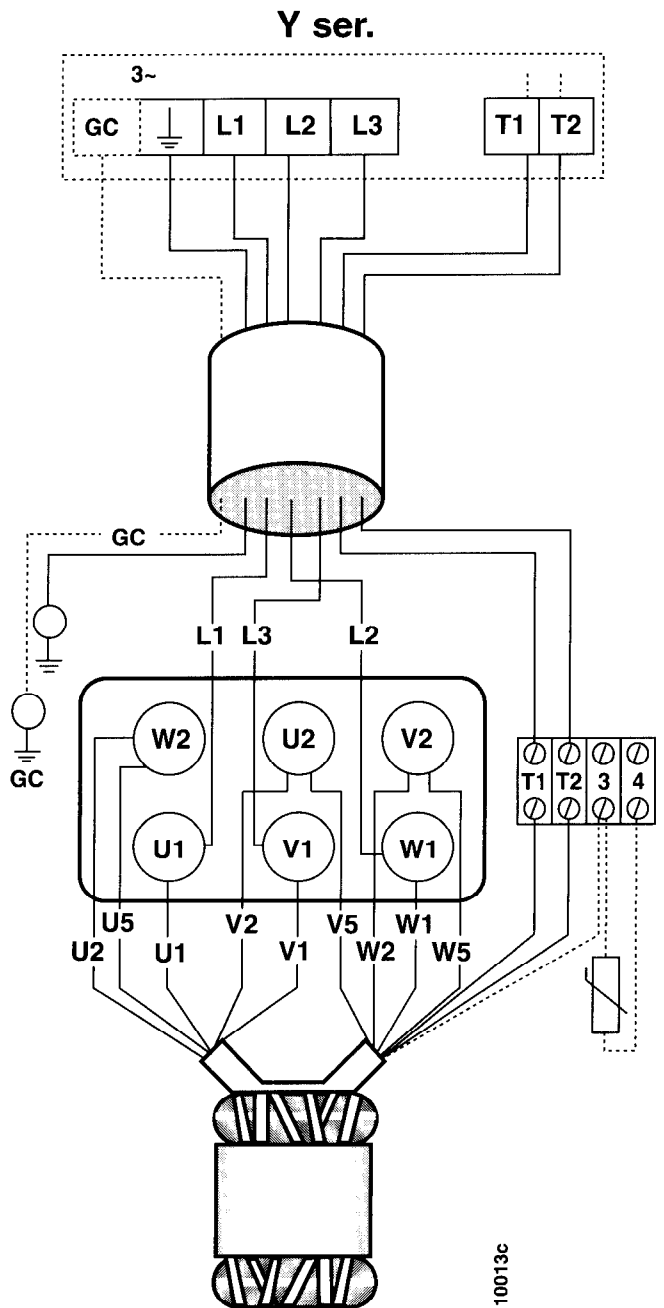 Y ser.
3~
GC L1 L2 L3 T1 T2
GC
L1 L3 L2
W2 U2 V2
GC
T1 T2 3 4
U1 V1 W1
U5 V2 V5 W1
U2 U1 V1 W2 W5
10013c